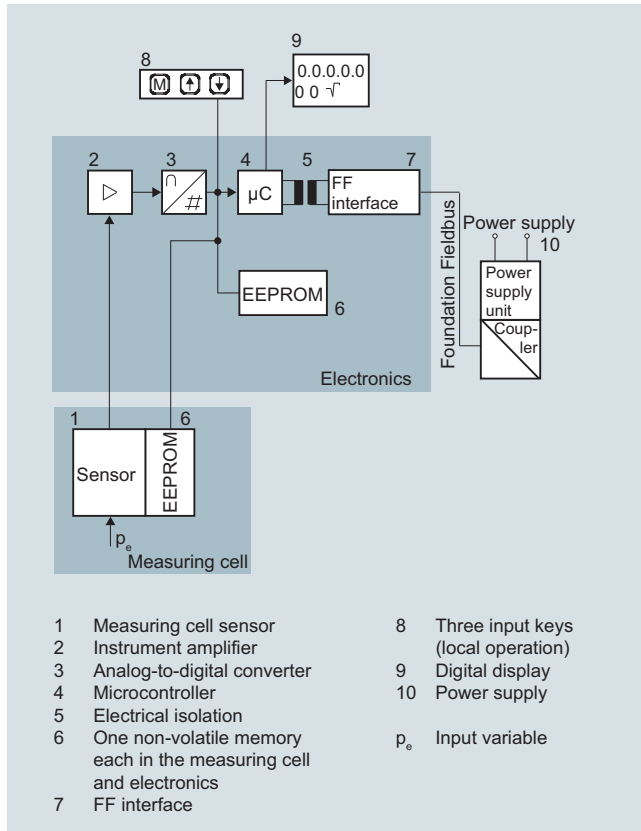 8
9
M
0.0.0.0.0
0 0 √
2
3
4
5
7
∩
#
µC
FF
interface
Power supply
10
Foundation Fieldbus
Power
supply
unit
Coup-
ler
EEPROM
6
Electronics
1
6
Sensor
EEPROM
pe
Measuring cell
1 Measuring cell sensor
2 Instrument amplifier
3 Analog-to-digital converter
4 Microcontroller
5 Electrical isolation
6 One non-volatile memory
each in the measuring cell
and electronics
7 FF interface
8 Three input keys
(local operation)
9 Digital display
10 Power supply
pe Input variable